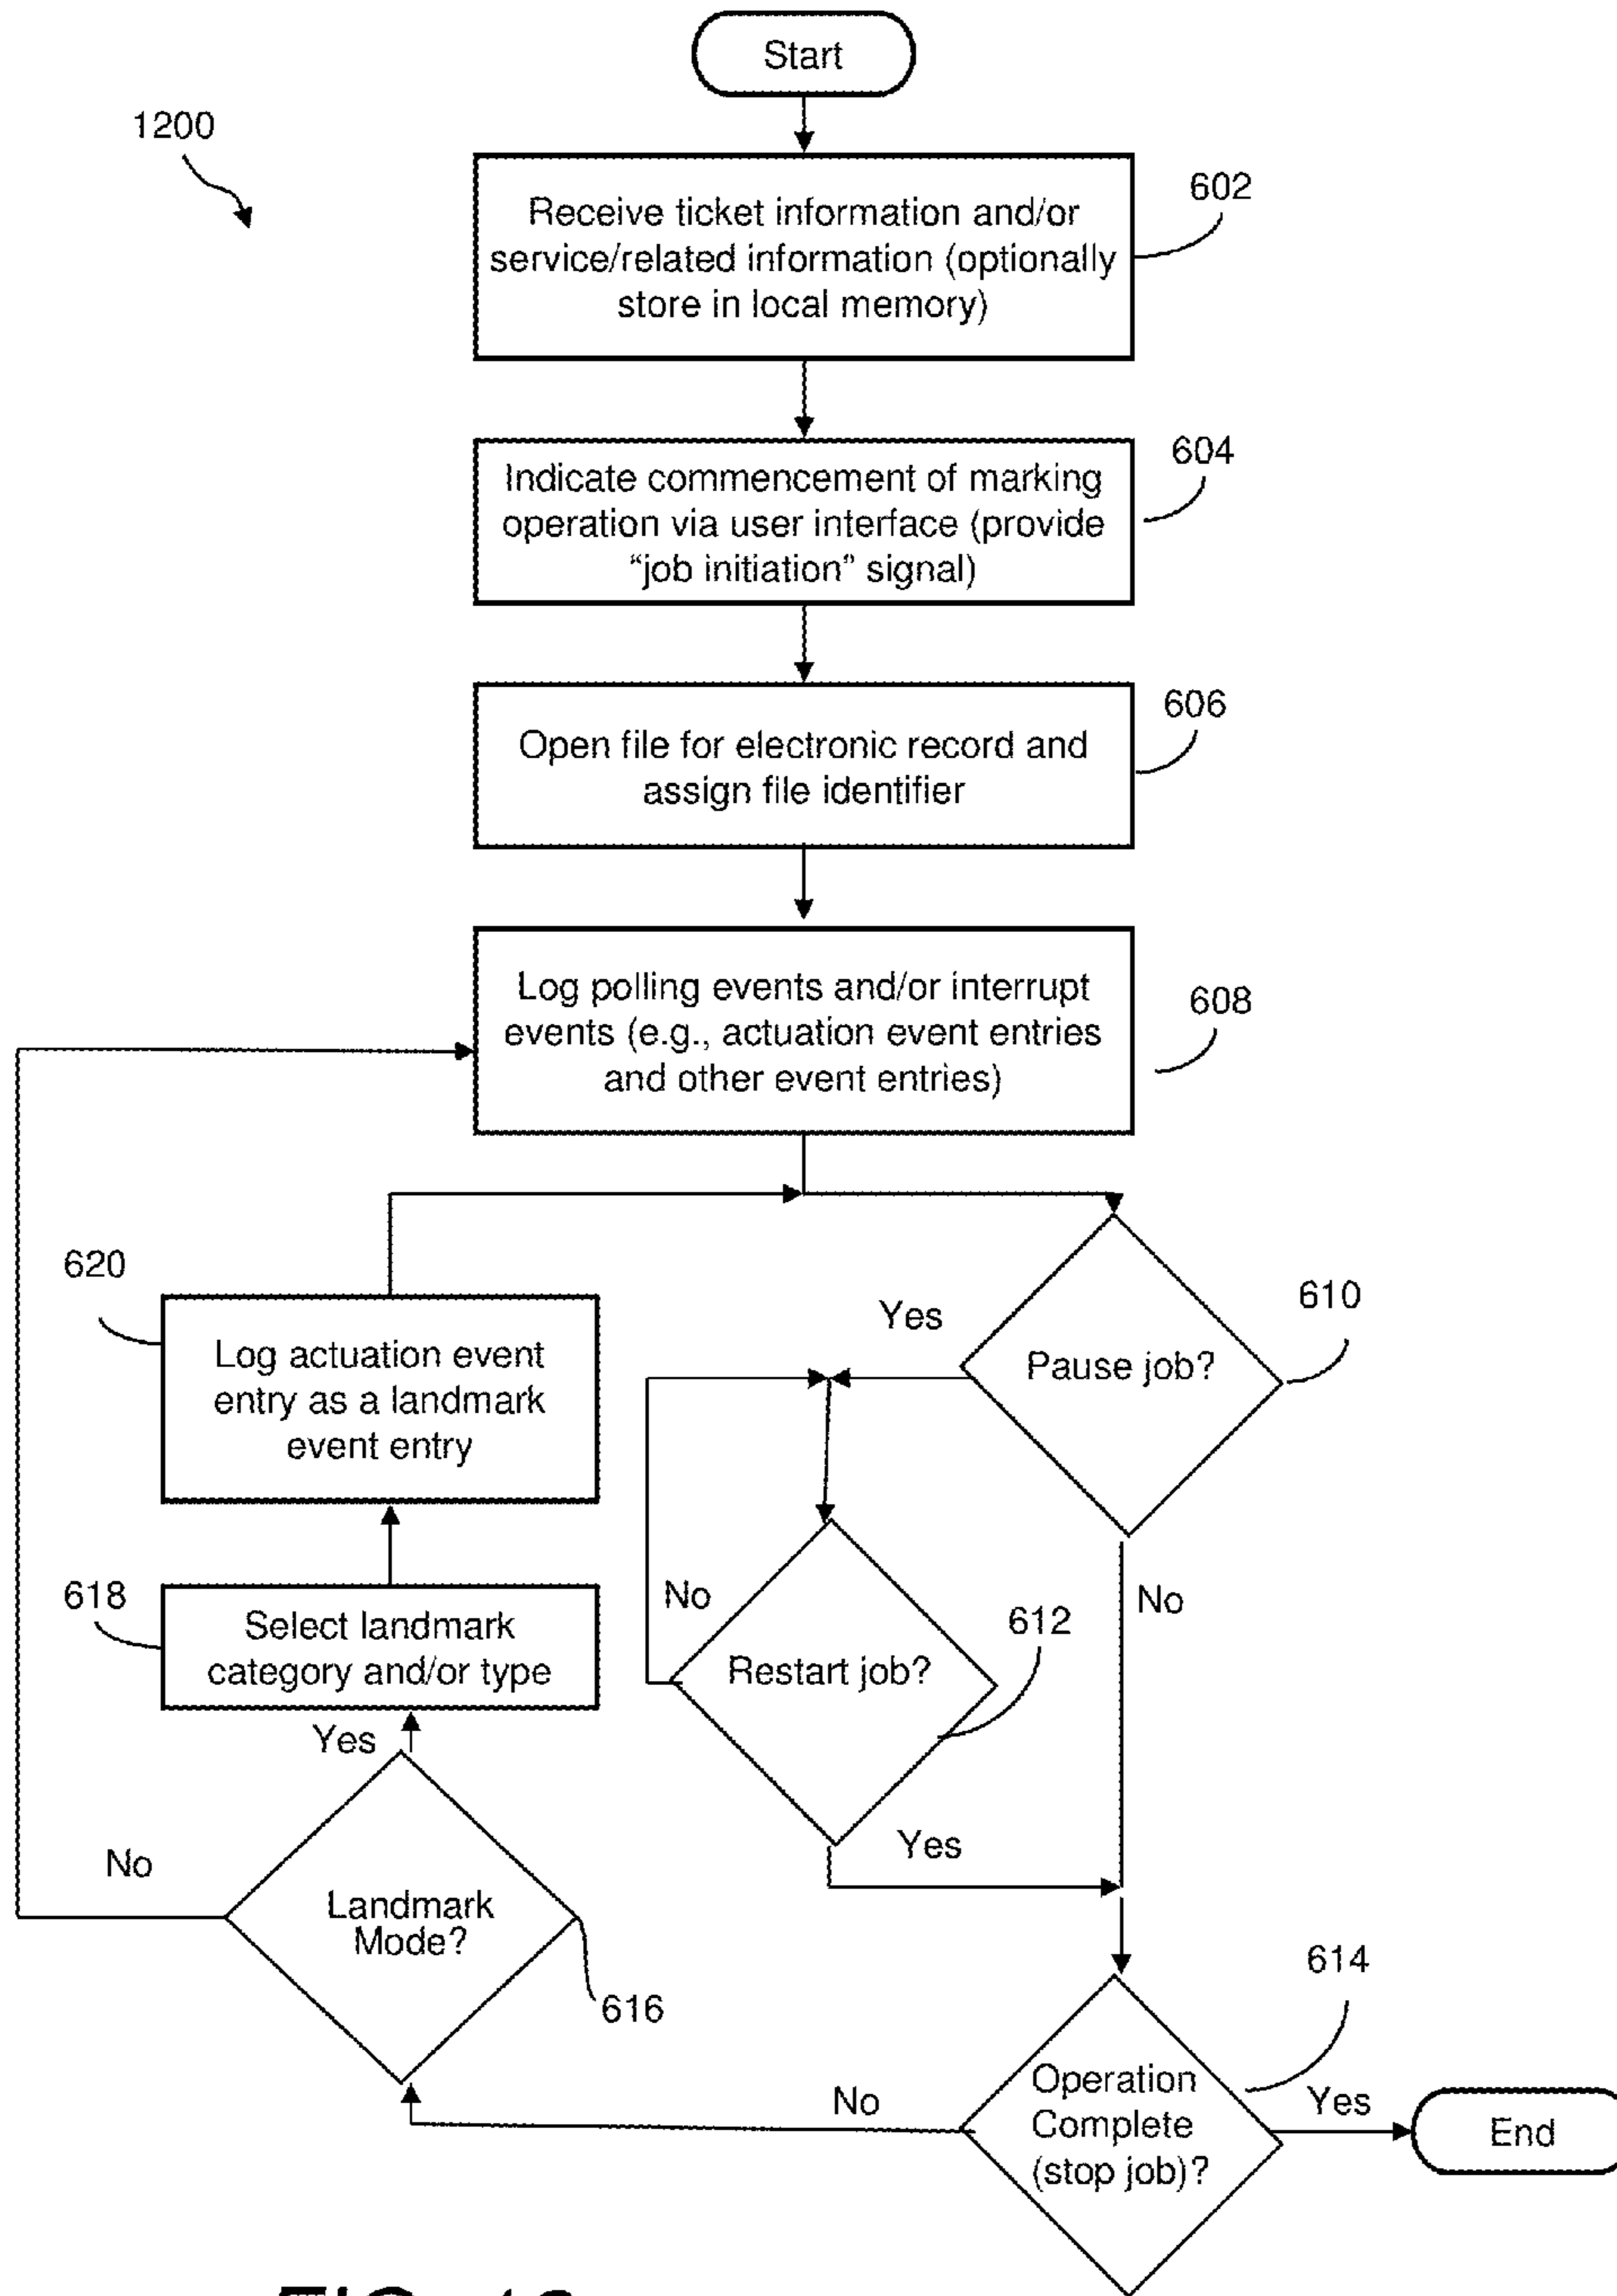 Start
1200
Receive ticket information and/or
service/related information (optionally
store in local memory)
602
Indicate commencement of marking
operation via user interface (provide
“job initiation” signal)
604
Open file for electronic record and
assign file identifier
606
Log polling events and/or interrupt
events (e.g., actuation event entries
and other event entries)
608
620
Log actuation event
entry as a landmark
event entry
Yes
Pause job?
610
618
Select landmark
category and/or type
No
Restart job?
612
No
Yes
Yes
No
Landmark
Mode?
616
614
Operation
Complete
(stop job)?
No
Yes
End